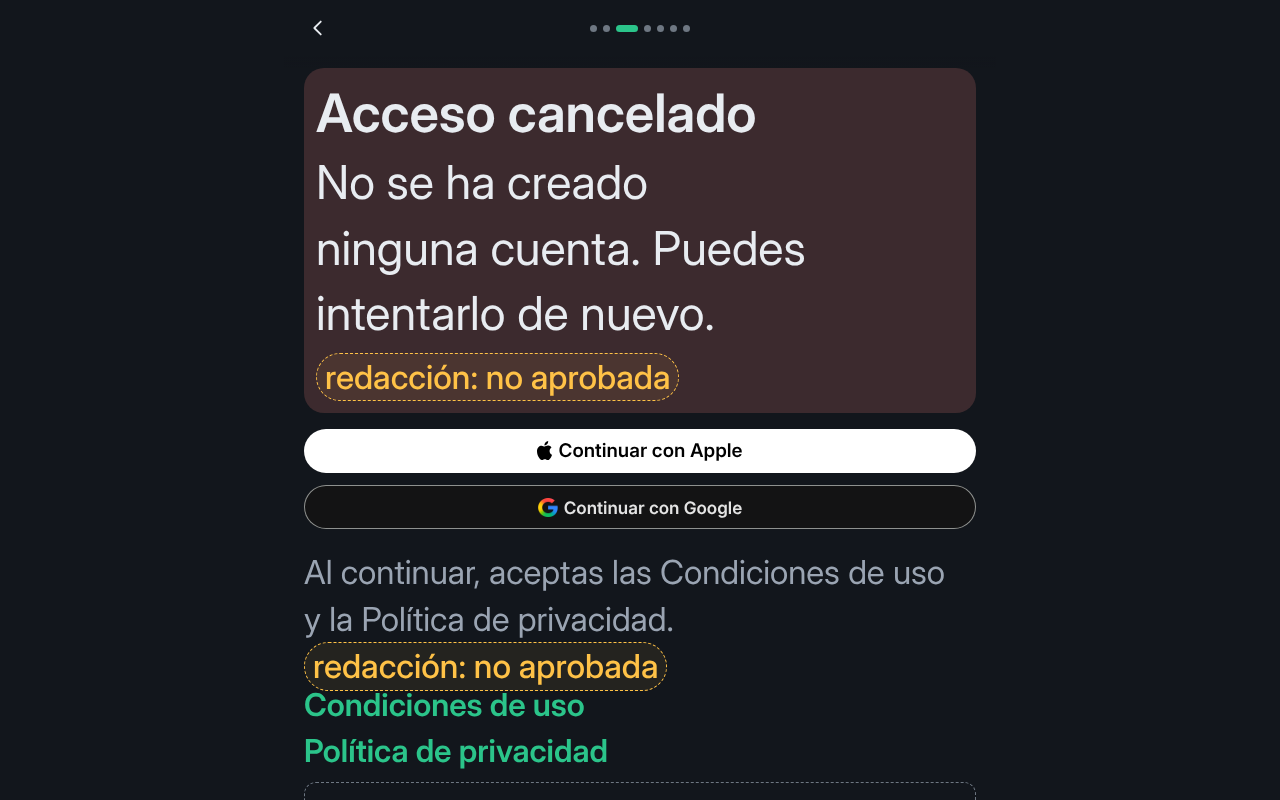 Acceso cancelado
No se ha creado
ninguna cuenta. Puedes
intentarlo de nuevo.
redacción: no aprobada
Continuar con Apple
Continuar con Google
Al continuar, aceptas las Condiciones de uso
y la Política de privacidad.
redacción: no aprobada
Condiciones de uso
Política de privacidad